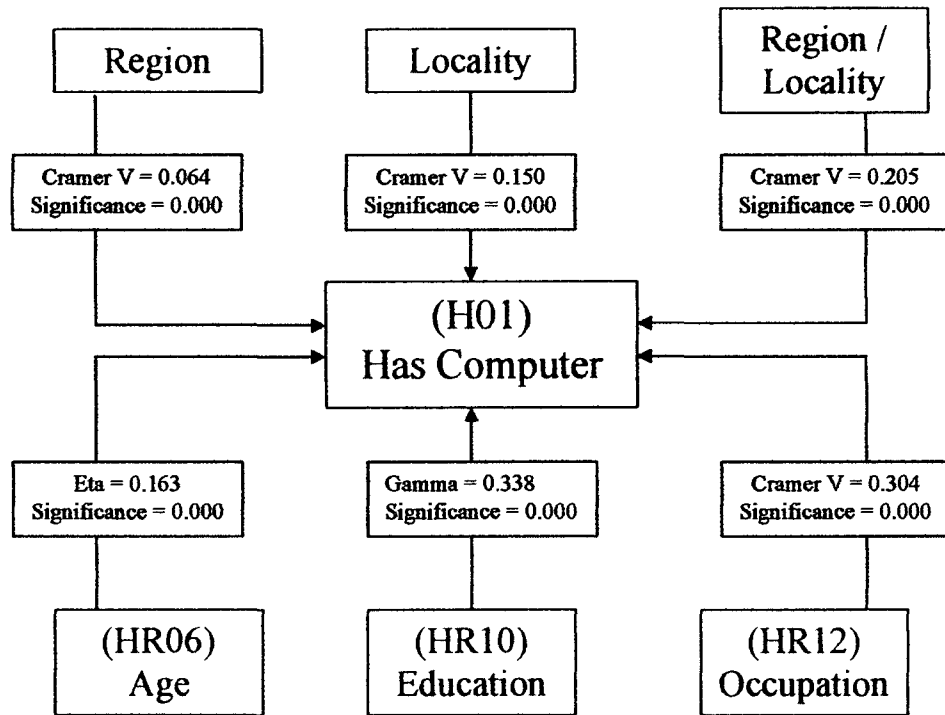 Region
Locality
Region /
Locality
Cramer V = 0.064
Significance = 0.000
Cramer V = 0.150
Significance = 0.000
Cramer V = 0.205
Significance = 0.000
(H01)
Has Computer
Eta = 0.163
Significance = 0.000
Gamma = 0.338
Significance = 0.000
Cramer V = 0.304
Significance = 0.000
(HR06)
Age
(HR10)
Education
(HR12)
Occupation